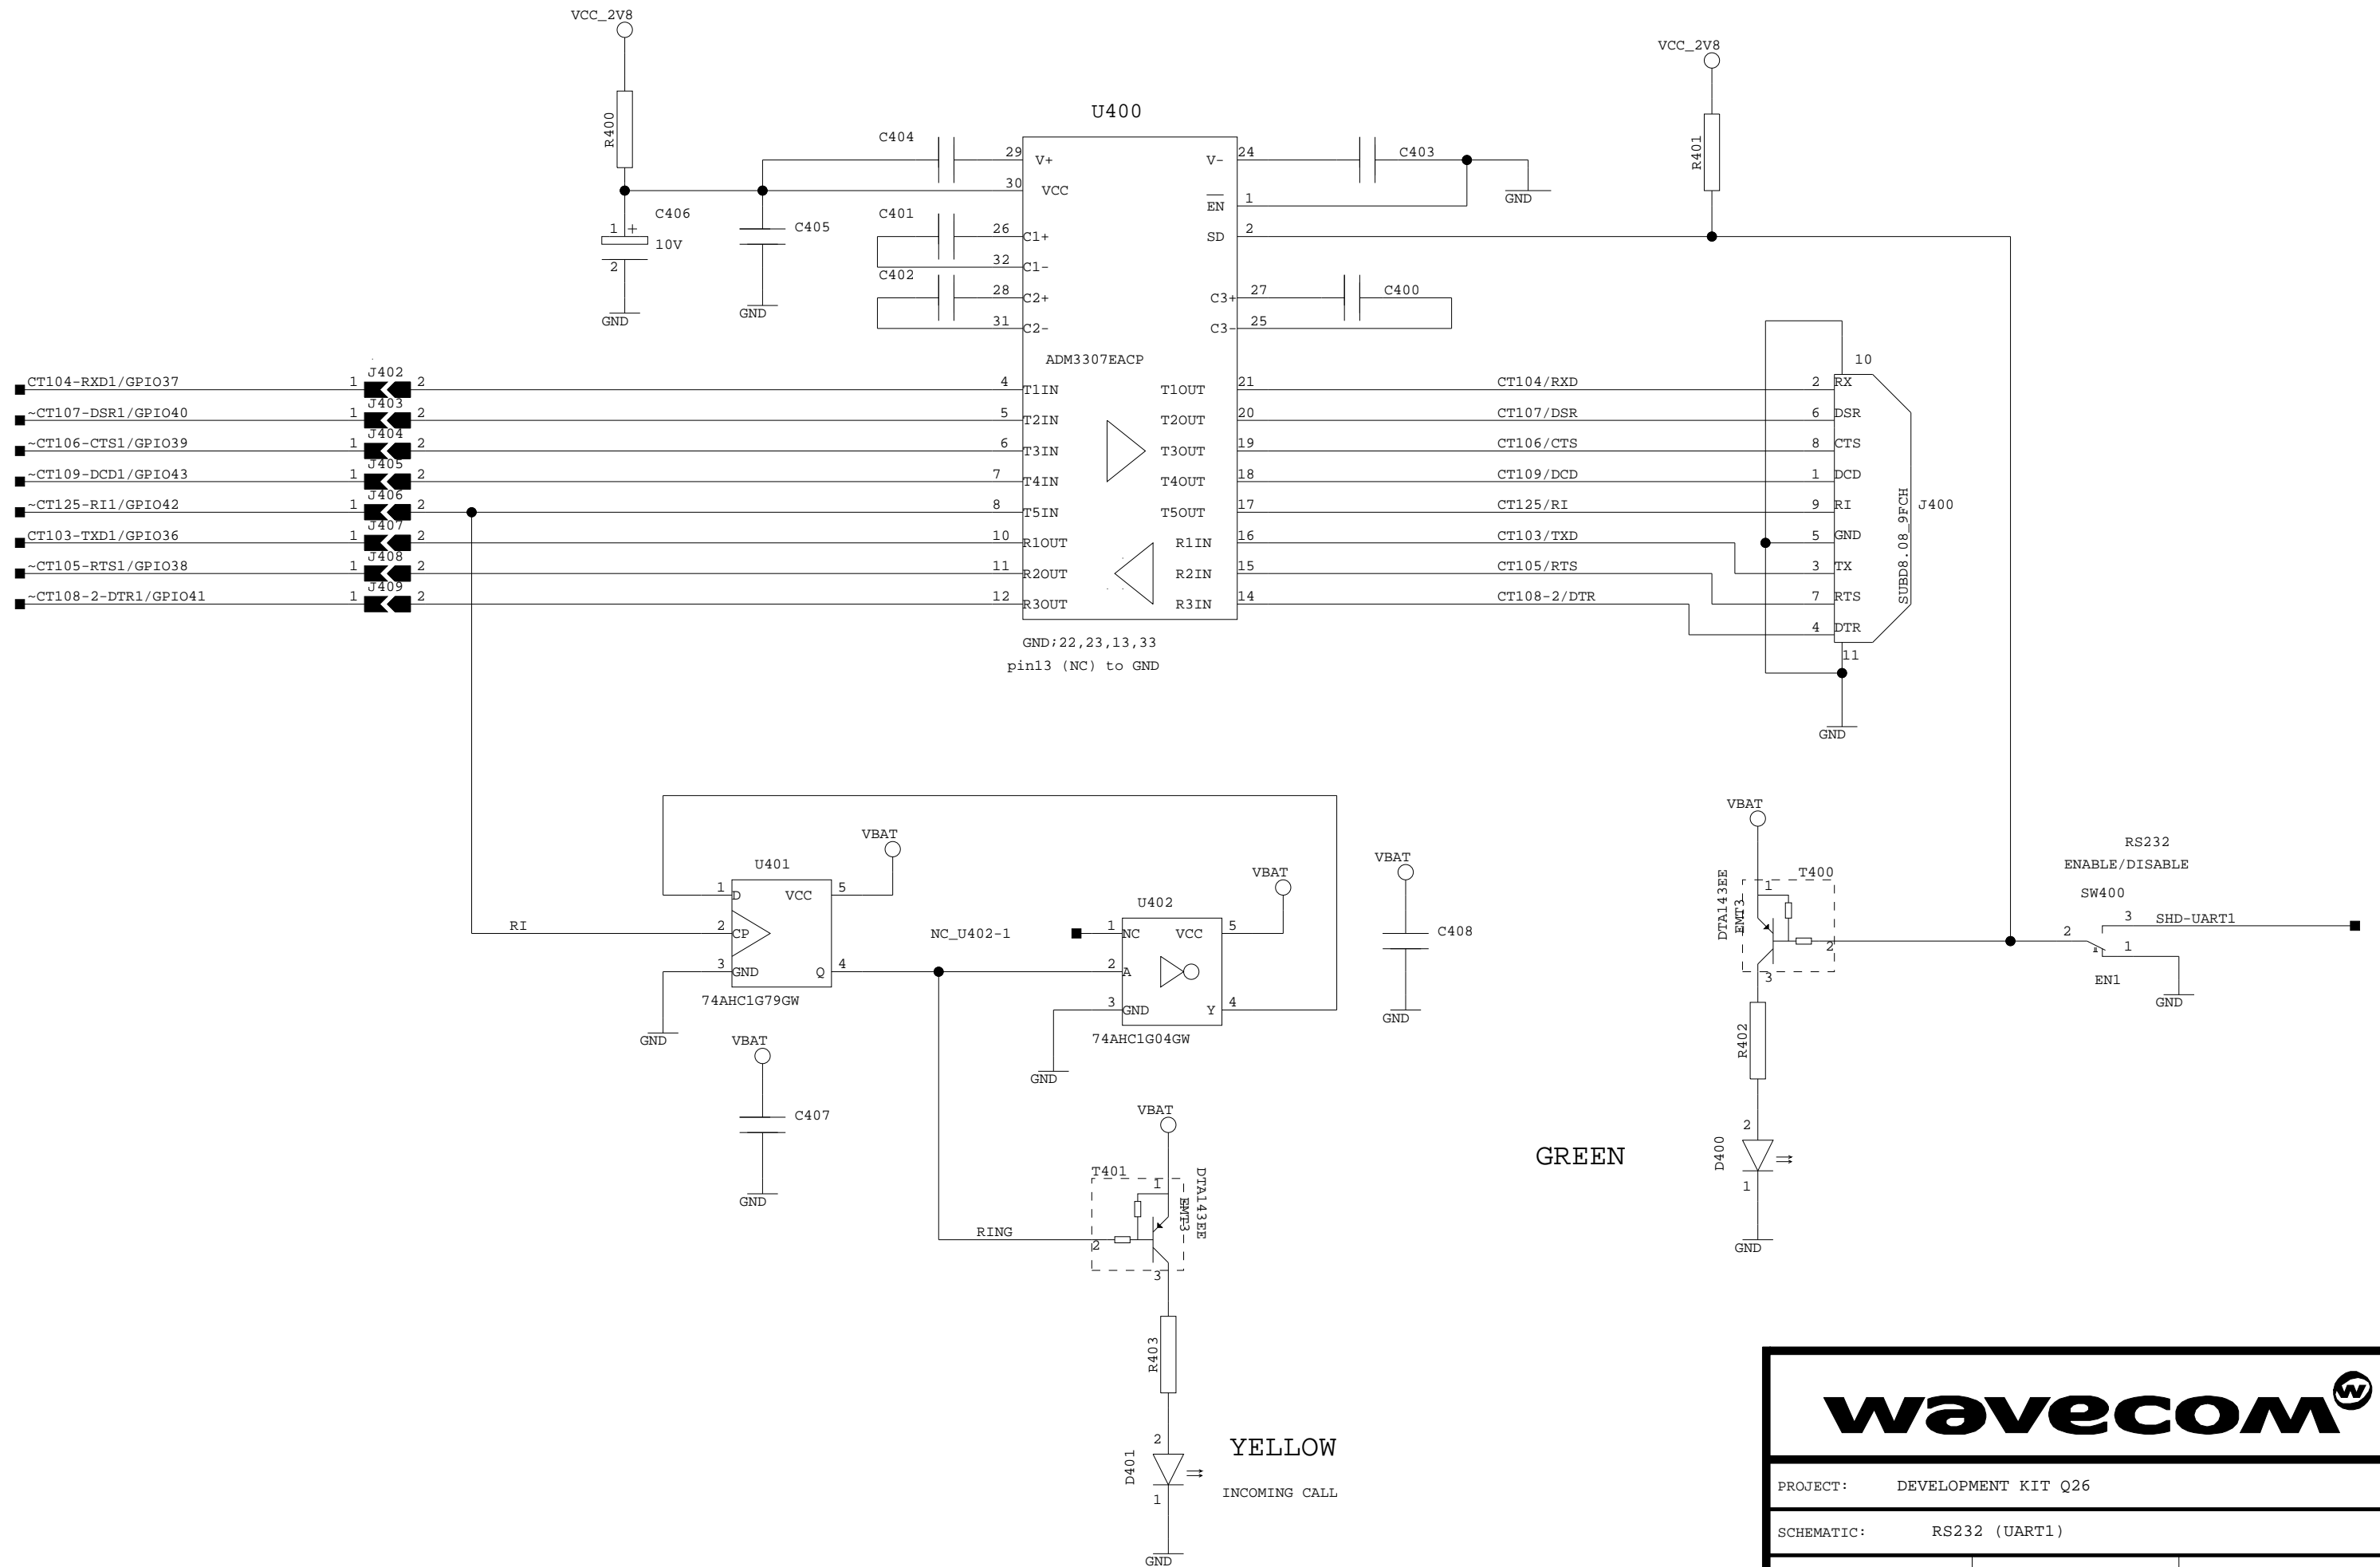 VCC_2V8
R400
C406
1 +
10V
2
GND
C405
GND
C404
C401
C402
U400
29 V+
30 VCC
26 C1+
32 C1-
28 C2+
31 C2-
V- 24
EN 1
SD 2
C3+ 27
C3- 25
C403
GND
C400
VCC_2V8
R401
ADM3307EACP
CT104-RXD1/GPIO37 1 J402 2 4 T1IN T1OUT 21 CT104/RXD 2 RX
~CT107-DSR1/GPIO40 1 J403 2 5 T2IN T2OUT 20 CT107/DSR 6 DSR
~CT106-CTS1/GPIO39 1 J404 2 6 T3IN T3OUT 19 CT106/CTS 8 CTS
~CT109-DCD1/GPIO43 1 J405 2 7 T4IN T4OUT 18 CT109/DCD 1 DCD
~CT125-RI1/GPIO42 1 J406 2 8 T5IN T5OUT 17 CT125/RI 9 RI
CT103-TXD1/GPIO36 1 J407 2 10 R1OUT R1IN 16 CT103/TXD 5 GND
~CT105-RTS1/GPIO38 1 J408 2 11 R2OUT R2IN 15 CT105/RTS 3 TX
~CT108-2-DTR1/GPIO41 1 J409 2 12 R3OUT R3IN 14 CT108-2/DTR 7 RTS
4 DTR
10
11
SUBD8.08_9FCH
J400
GND
GND;22,23,13,33
pin13 (NC) to GND
RI
U401
1 D VCC 5
2 CP
3 GND Q 4
74AHC1G79GW
VBAT
GND
VBAT
C407
GND
NC_U402-1
U402
1 NC VCC 5
2 A
3 GND Y 4
74AHC1G04GW
VBAT
GND
VBAT
C408
GND
VBAT
T401
1
DTA143EE
EMT3
RING
2
3
R403
2
D401
1
GND
YELLOW
INCOMING CALL
VBAT
T400
1
DTA143EE
EMT3
2
3
R402
GREEN
2
D400
1
GND
RS232
ENABLE/DISABLE
SW400
3 SHD-UART1
2
1
EN1
GND
wavecom w
PROJECT: DEVELOPMENT KIT Q26
SCHEMATIC: RS232 (UART1)